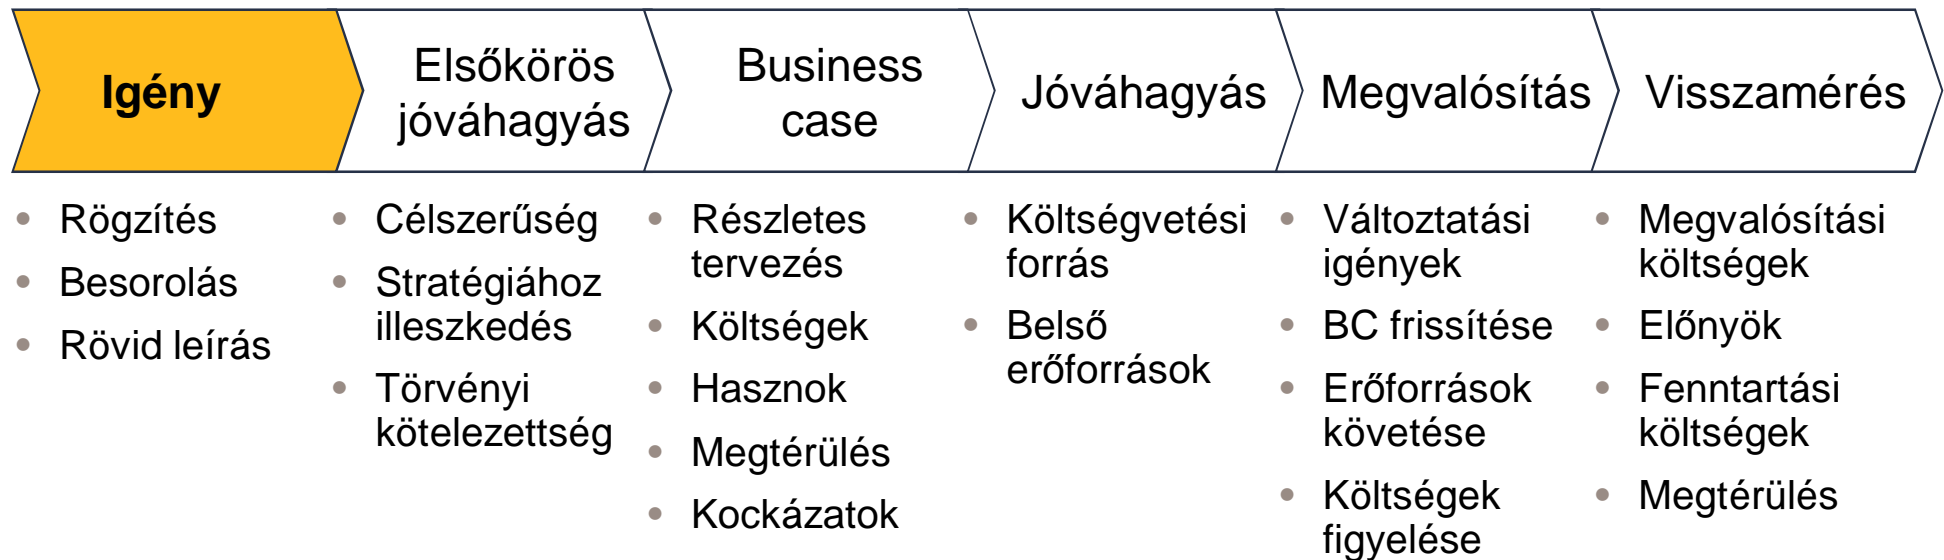 Igény
Elsőkörös
jóváhagyás
Business
case
Jóváhagyás
Megvalósítás
Visszamérés
• Rögzítés
• Besorolás
• Rövid leírás
• Célszerűség
• Stratégiához
illeszkedés
• Törvényi
kötelezettség
• Részletes
tervezés
• Költségek
• Hasznok
• Megtérülés
• Kockázatok
• Költségvetési
forrás
• Belső
erőforrások
• Változtatási
igények
• BC frissítése
• Erőforrások
követése
• Költségek
figyelése
• Megvalósítási
költségek
• Előnyök
• Fenntartási
költségek
• Megtérülés